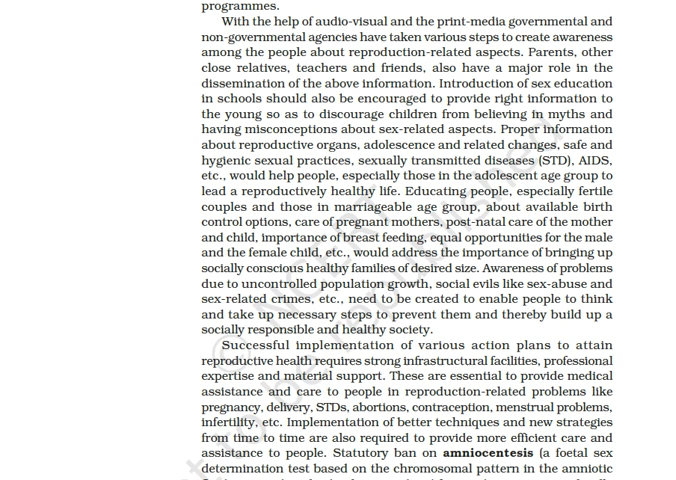 programmes.
With the help of audio-visual and the print-media governmental and
non-governmental agencies have taken various steps to create awareness
among the people about reproduction-related aspects. Parents, other
close relatives, teachers and friends, also have a major role in the
dissemination of the above information. Introduction of sex education
in schools should also be encouraged to provide right information to
the young so as to discourage children from believing in myths and
having misconceptions about sex-related aspects. Proper information
about reproductive organs, adolescence and related changes, safe and
hygienic sexual practices, sexually transmitted diseases (STD), AIDS,
etc., would help people, especially those in the adolescent age group to
lead a reproductively healthy life. Educating people, especially fertile
couples and those in marriageable age group, about available birth
control options, care of pregnant mothers, post-natal care of the mother
and child, importance of breast feeding, equal opportunities for the male
and the female child, etc., would address the importance of bringing up
socially conscious healthy families of desired size. Awareness of problems
due to uncontrolled population growth, social evils like sex-abuse and
sex-related crimes, etc., need to be created to enable people to think
and take up necessary steps to prevent them and thereby build up a
socially responsible and healthy society.
Successful implementation of various action plans to attain
reproductive health requires strong infrastructural facilities, professional
expertise and material support. These are essential to provide medical
assistance and care to people in reproduction-related problems like
pregnancy, delivery, STDs, abortions, contraception, menstrual problems,
infertility, etc. Implementation of better techniques and new strategies
from time to time are also required to provide more efficient care and
assistance to people. Statutory ban on amniocentesis (a foetal sex
determination test based on the chromosomal pattern in the amniotic
© NCERT
not to be republished